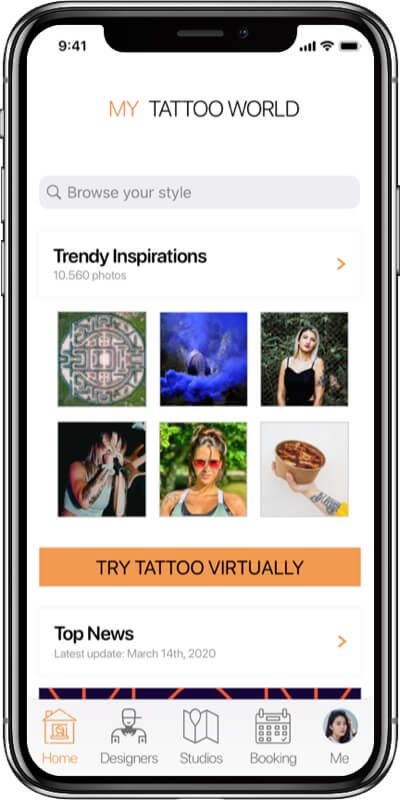 9:41
MY TATTOO WORLD
Browse your style
Trendy Inspirations
10.560 photos
TRY TATTOO VIRTUALLY
Top News
Latest update: March 14th, 2020
Home Designers Studios Booking Me